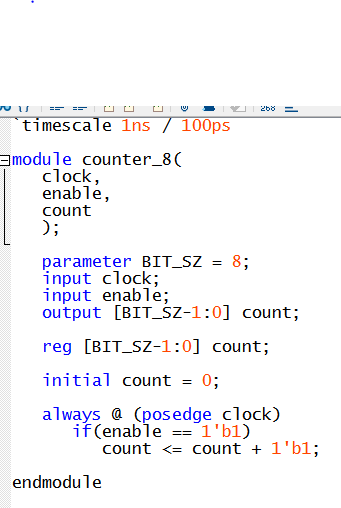 268
`timescale 1ns / 100ps
module counter_8(
clock,
enable,
count
);
parameter BIT_SZ = 8;
input clock;
input enable;
output [BIT_SZ-1:0] count;
reg [BIT_SZ-1:0] count;
initial count = 0;
always @ (posedge clock)
if(enable == 1'b1)
count <= count + 1'b1;
endmodule